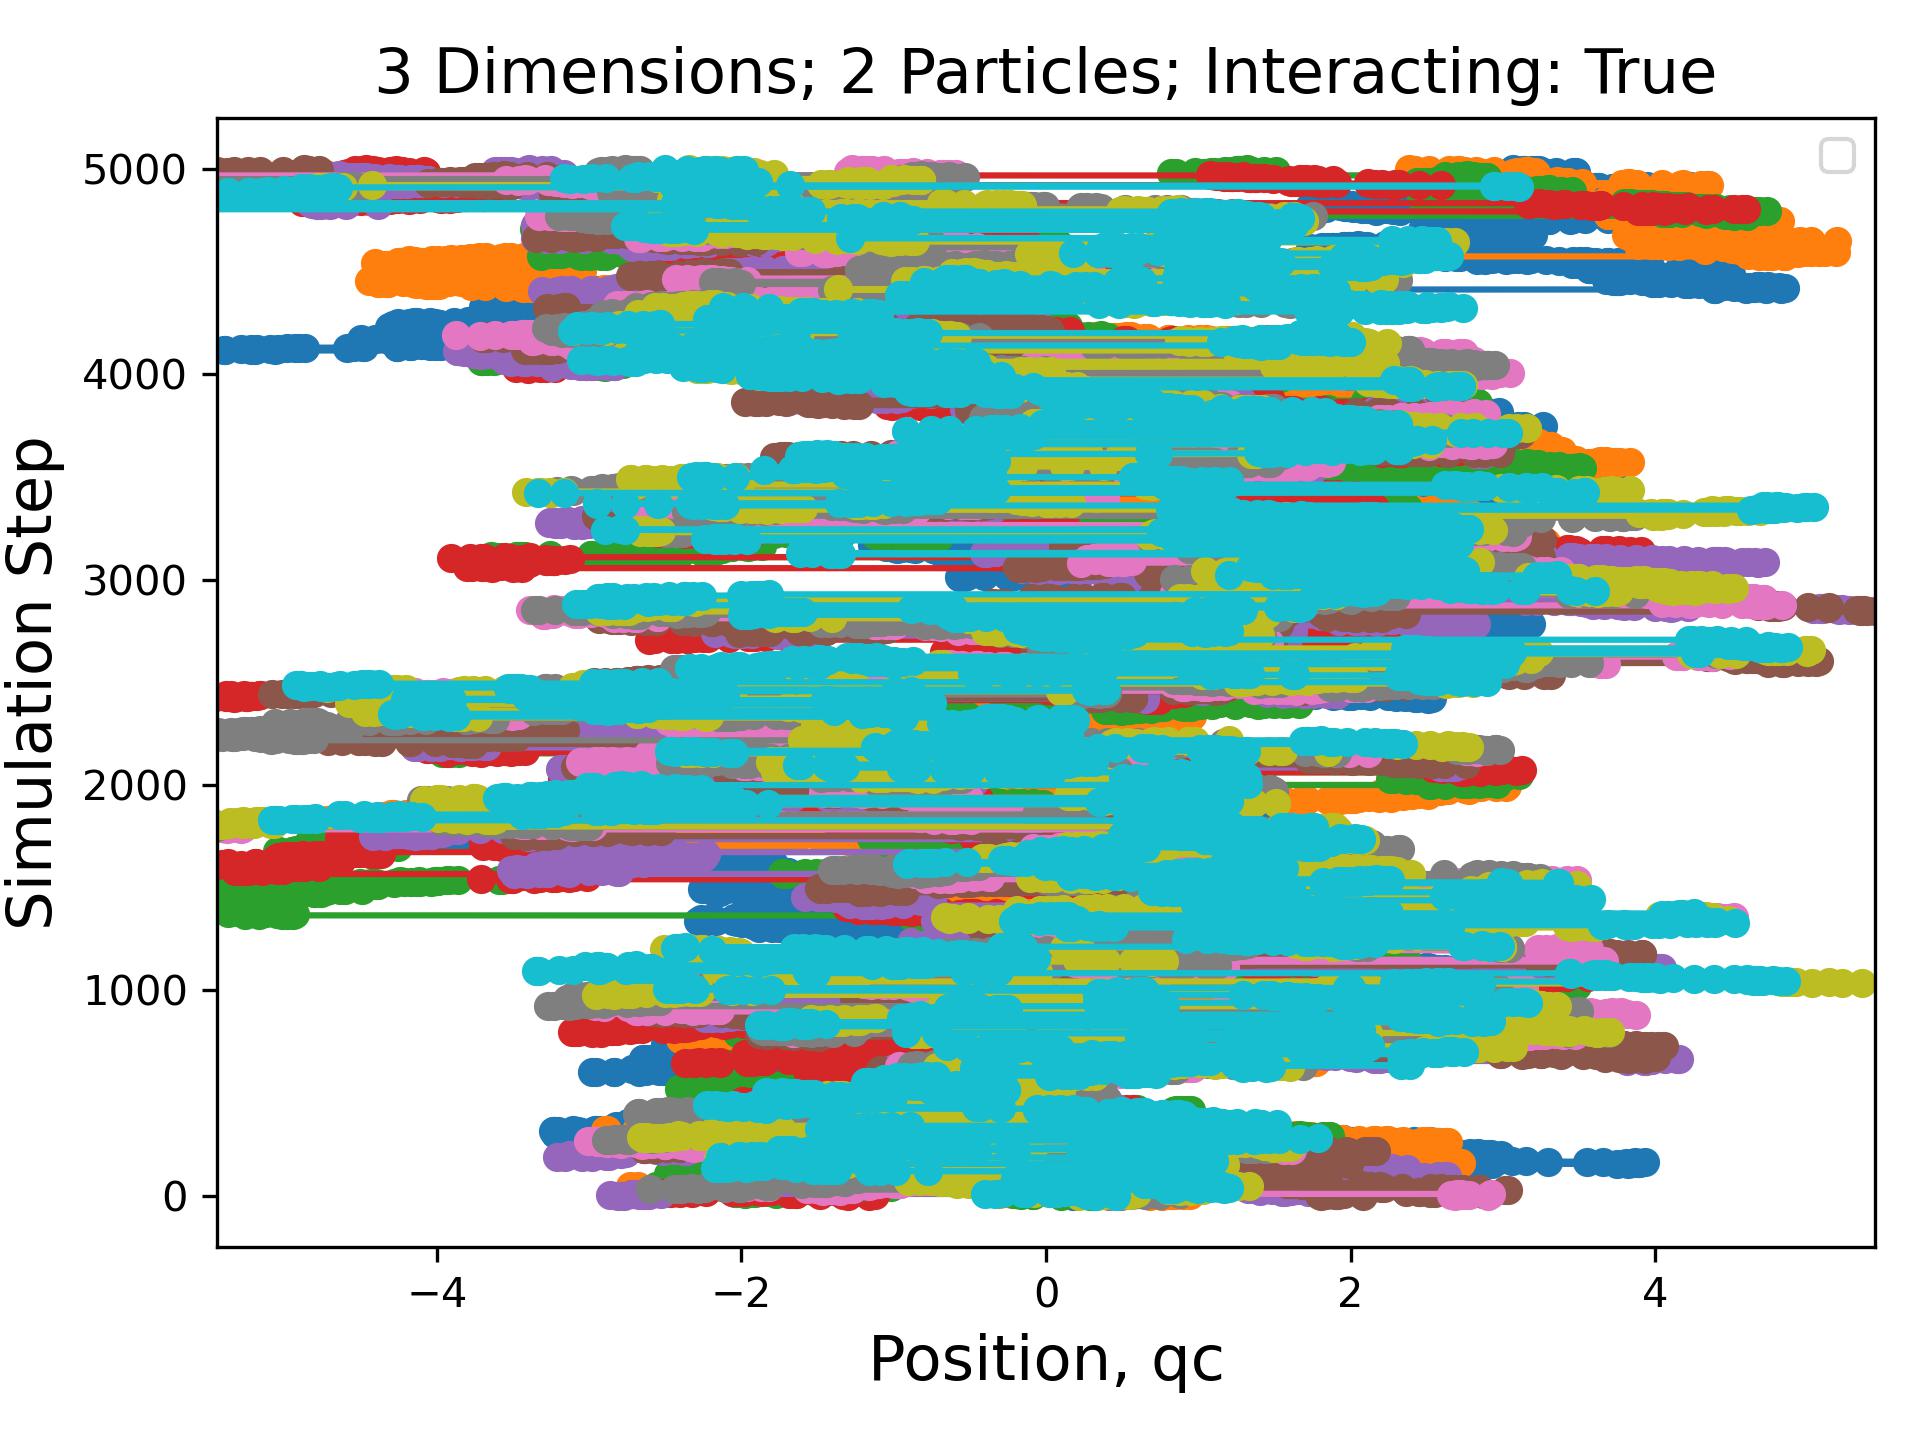 3 Dimensions; 2 Particles; Interacting: True
5000
4000
3000
2000
1000
0
Simulation Step
−4 −2 0 2 4
Position, qc